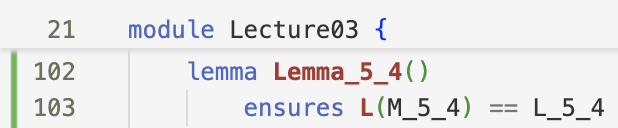 21 module Lecture03 {
102 lemma Lemma_5_4()
103 ensures L(M_5_4) == L_5_4